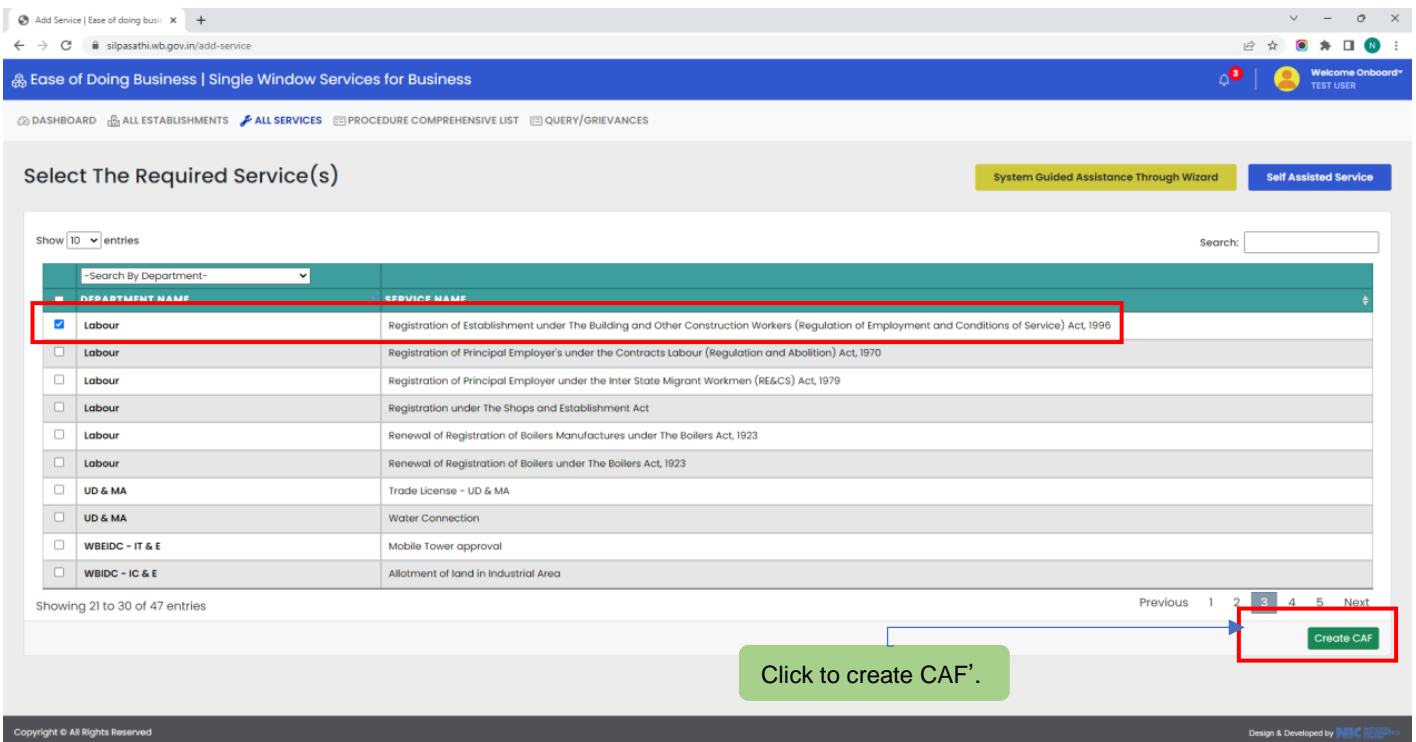 Add Service | Ease of doing busin
silpasathi.wb.gov.in/add-service
N
Ease of Doing Business | Single Window Services for Business
3
Welcome Onboard
TEST USER
DASHBOARD ALL ESTABLISHMENTS ALL SERVICES PROCEDURE COMPREHENSIVE LIST QUERY/GRIEVANCES
Select The Required Service(s)
System Guided Assistance Through Wizard
Self Assisted Service
Show 10 entries
Search:
-Search By Department-
DEPARTMENT NAME SERVICE NAME
Labour Registration of Establishment under The Building and Other Construction Workers (Regulation of Employment and Conditions of Service) Act, 1996
Labour Registration of Principal Employer's under the Contracts Labour (Regulation and Abolition) Act, 1970
Labour Registration of Principal Employer under the Inter State Migrant Workmen (RE&CS) Act, 1979
Labour Registration under The Shops and Establishment Act
Labour Renewal of Registration of Boilers Manufactures under The Boilers Act, 1923
Labour Renewal of Registration of Boilers under The Boilers Act, 1923
UD & MA Trade License - UD & MA
UD & MA Water Connection
WBEIDC - IT & E Mobile Tower approval
WBIDC - IC & E Allotment of land in Industrial Area
Showing 21 to 30 of 47 entries
Previous 1 2 3 4 5 Next
Create CAF
Click to create CAF’.
Copyright © All Rights Reserved
Design & Developed by NIC